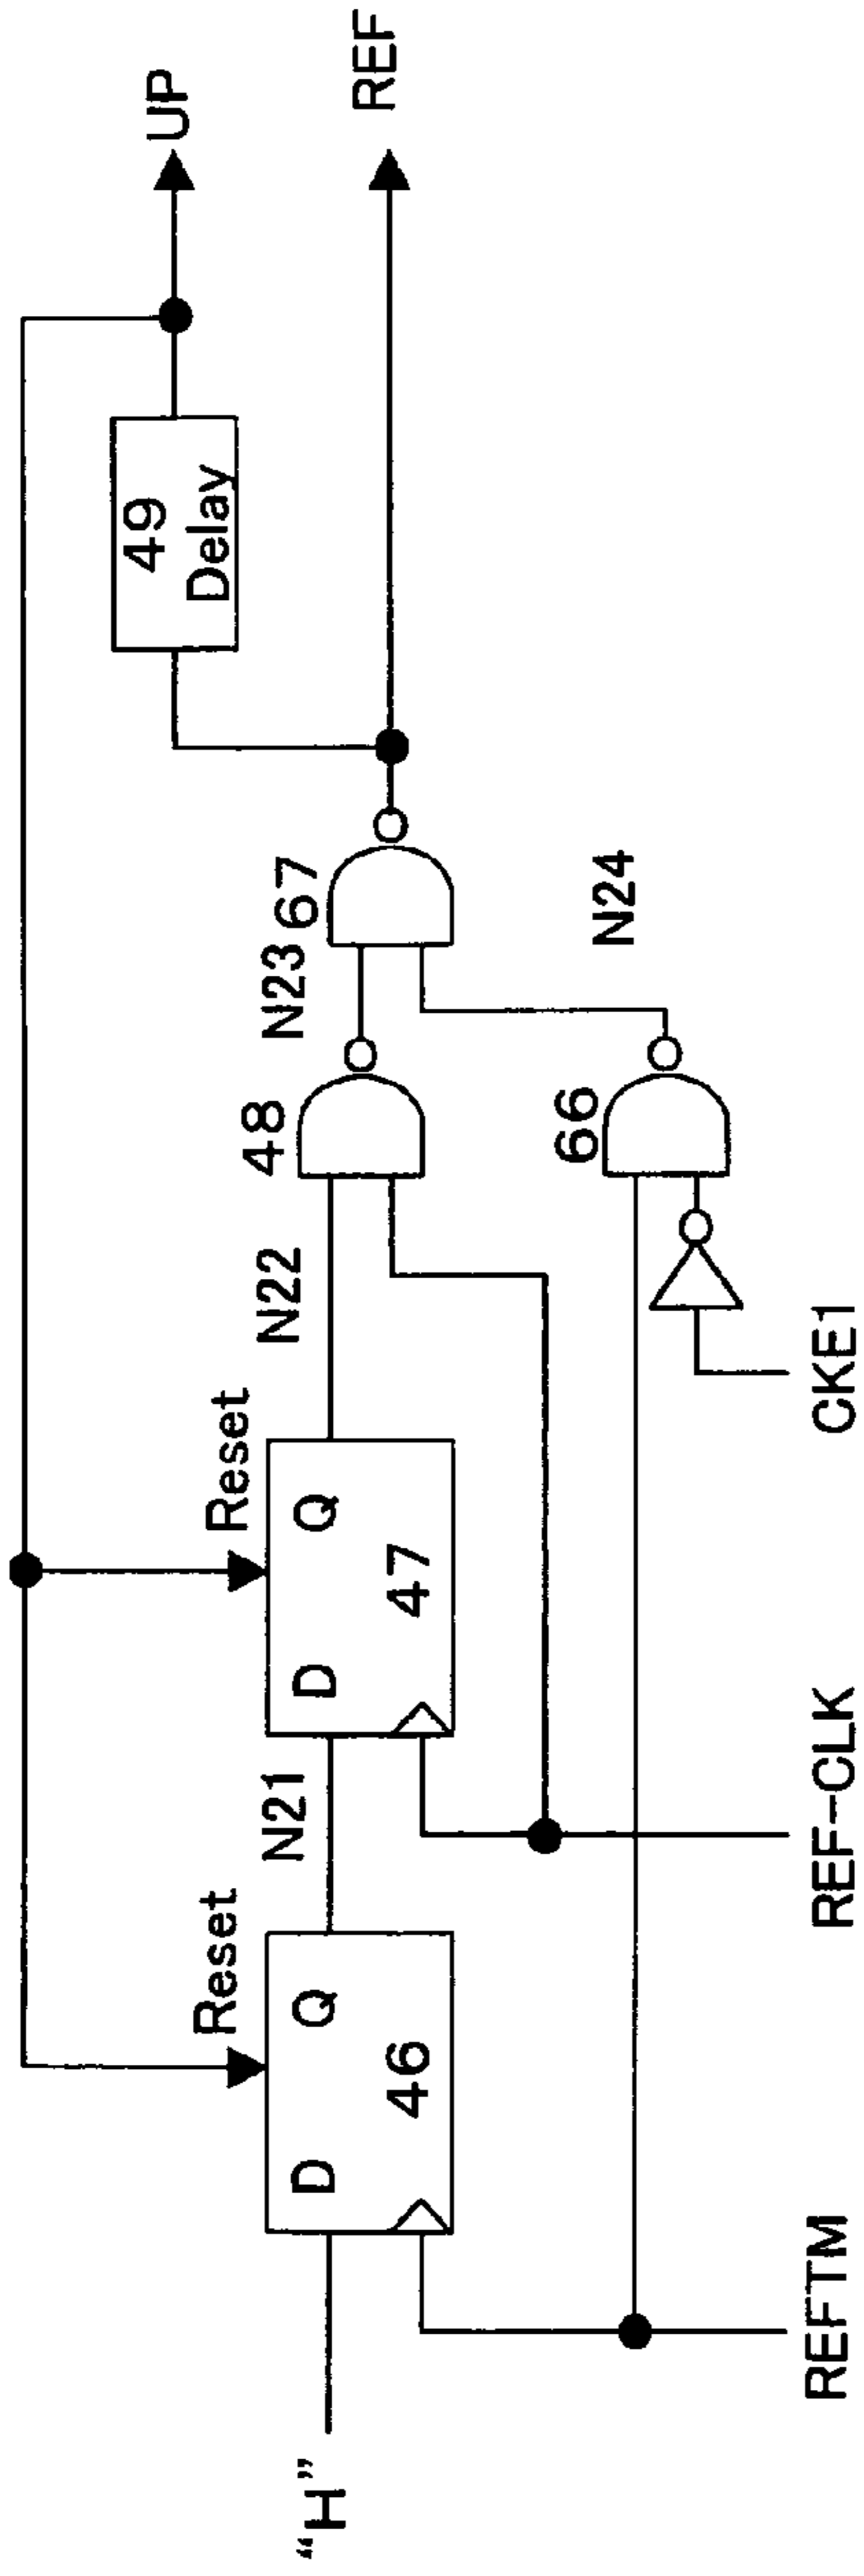 "H"
D
Q
46
Reset
N21
D
Q
47
Reset
N22
48
N23
67
49
Delay
UP
REF
66
N24
REFTM
REF-CLK
CKE1